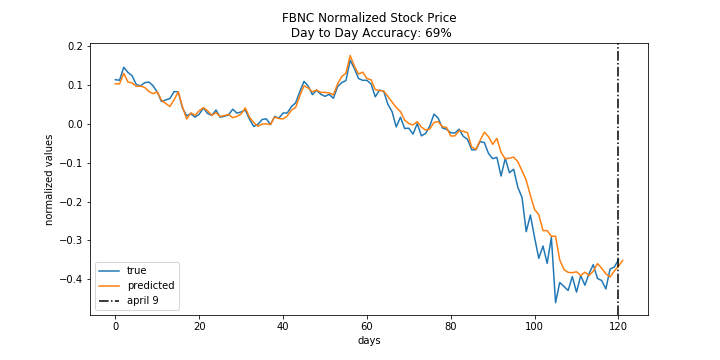 FBNC Normalized Stock Price
Day to Day Accuracy: 69%
normalized values
0.2
0.1
0.0
−0.1
−0.2
−0.3
−0.4
true
predicted
april 9
0 20 40 60 80 100 120
days